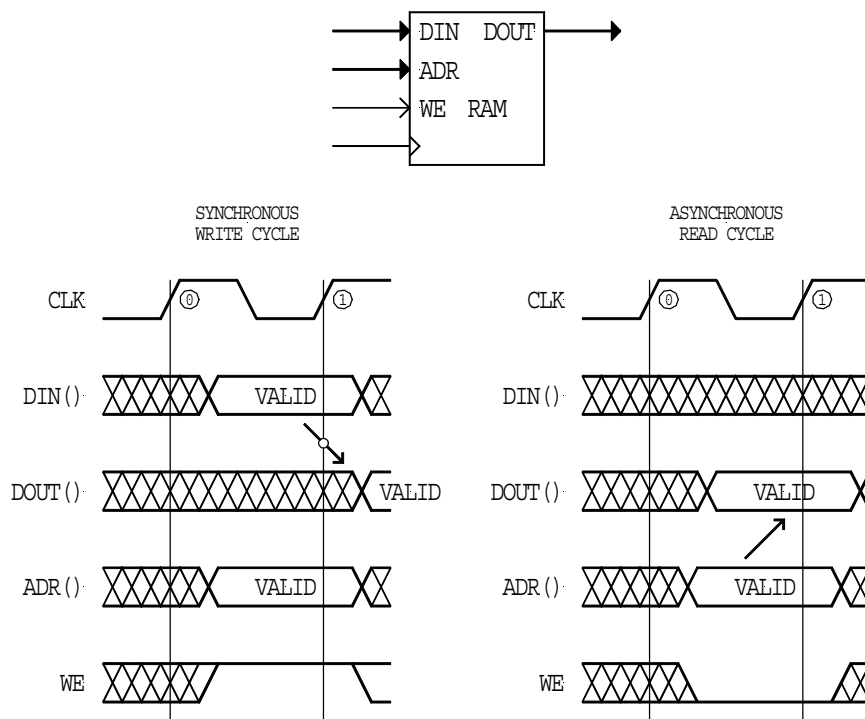 DIN DOUT
ADR
WE RAM
SYNCHRONOUS
WRITE CYCLE
ASYNCHRONOUS
READ CYCLE
CLK 0 1
CLK 0 1
DIN() VALID
DIN()
DOUT() VALID
DOUT() VALID
ADR() VALID
ADR() VALID
WE
WE